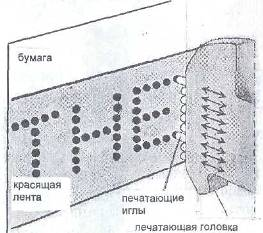 бумага
THE
красящая
лента
печатающие
иглы
печатающая головка